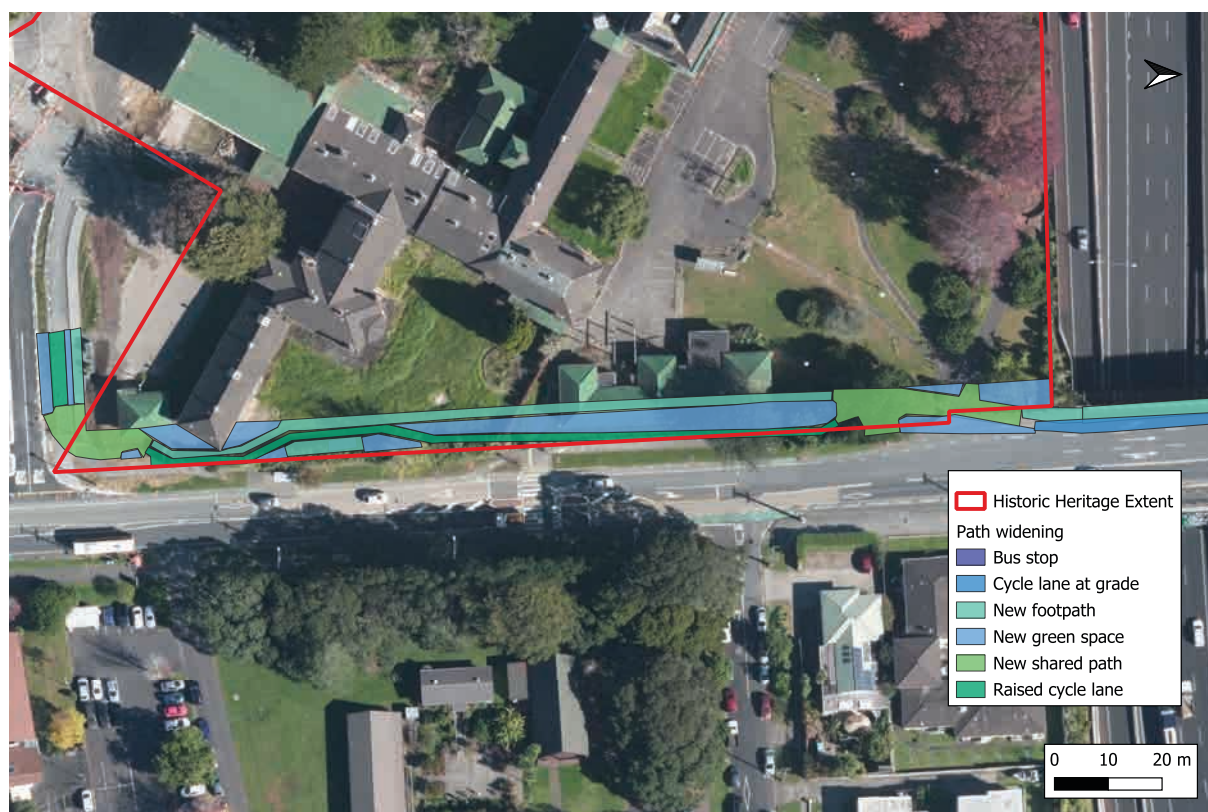 Historic Heritage Extent
Path widening
Bus stop
Cycle lane at grade
New footpath
New green space
New shared path
Raised cycle lane
0 10 20 m